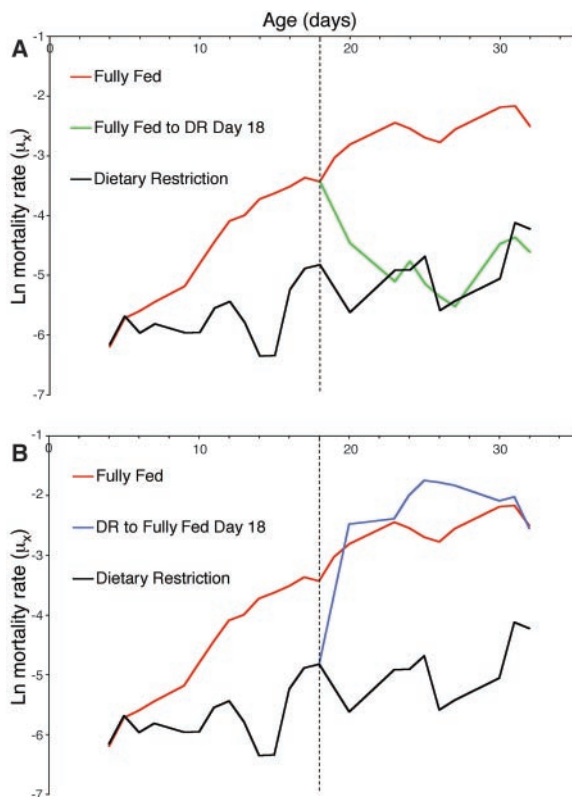 Age (days)
0 10 20 30
-1
-2
-3
-4
-5
-6
-7
A
Fully Fed
Fully Fed to DR Day 18
Dietary Restriction
Ln mortality rate (μx)
0 10 20 30
-1
-2
-3
-4
-5
-6
-7
B
Fully Fed
DR to Fully Fed Day 18
Dietary Restriction
Ln mortality rate (μx)